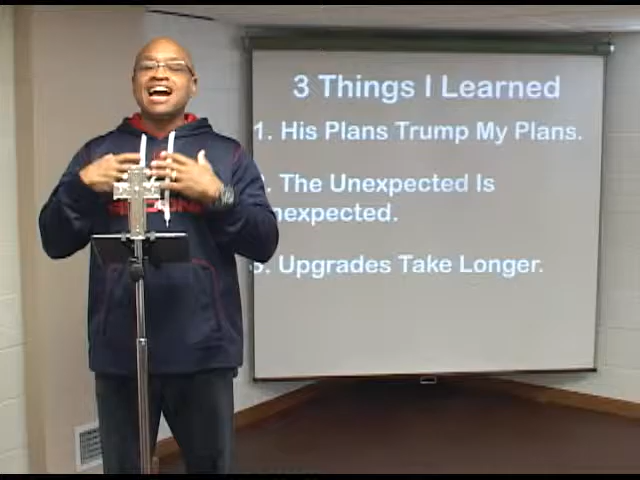 3 Things I Learned
1. His Plans Trump My Plans.
. The Unexpected Is
nexpected.
. Upgrades Take Longer.